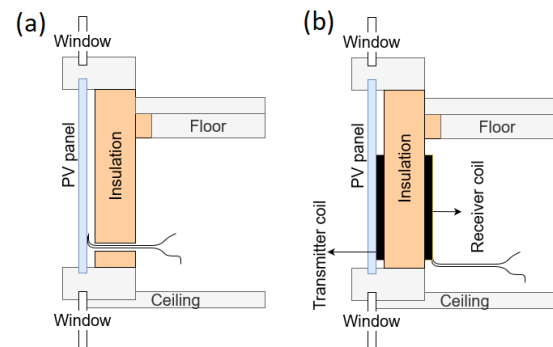 (a)
Window
PV panel
Insulation
Floor
Ceiling
Window
(b)
Window
PV panel
Insulation
Floor
Transmitter coil
Receiver coil
Ceiling
Window